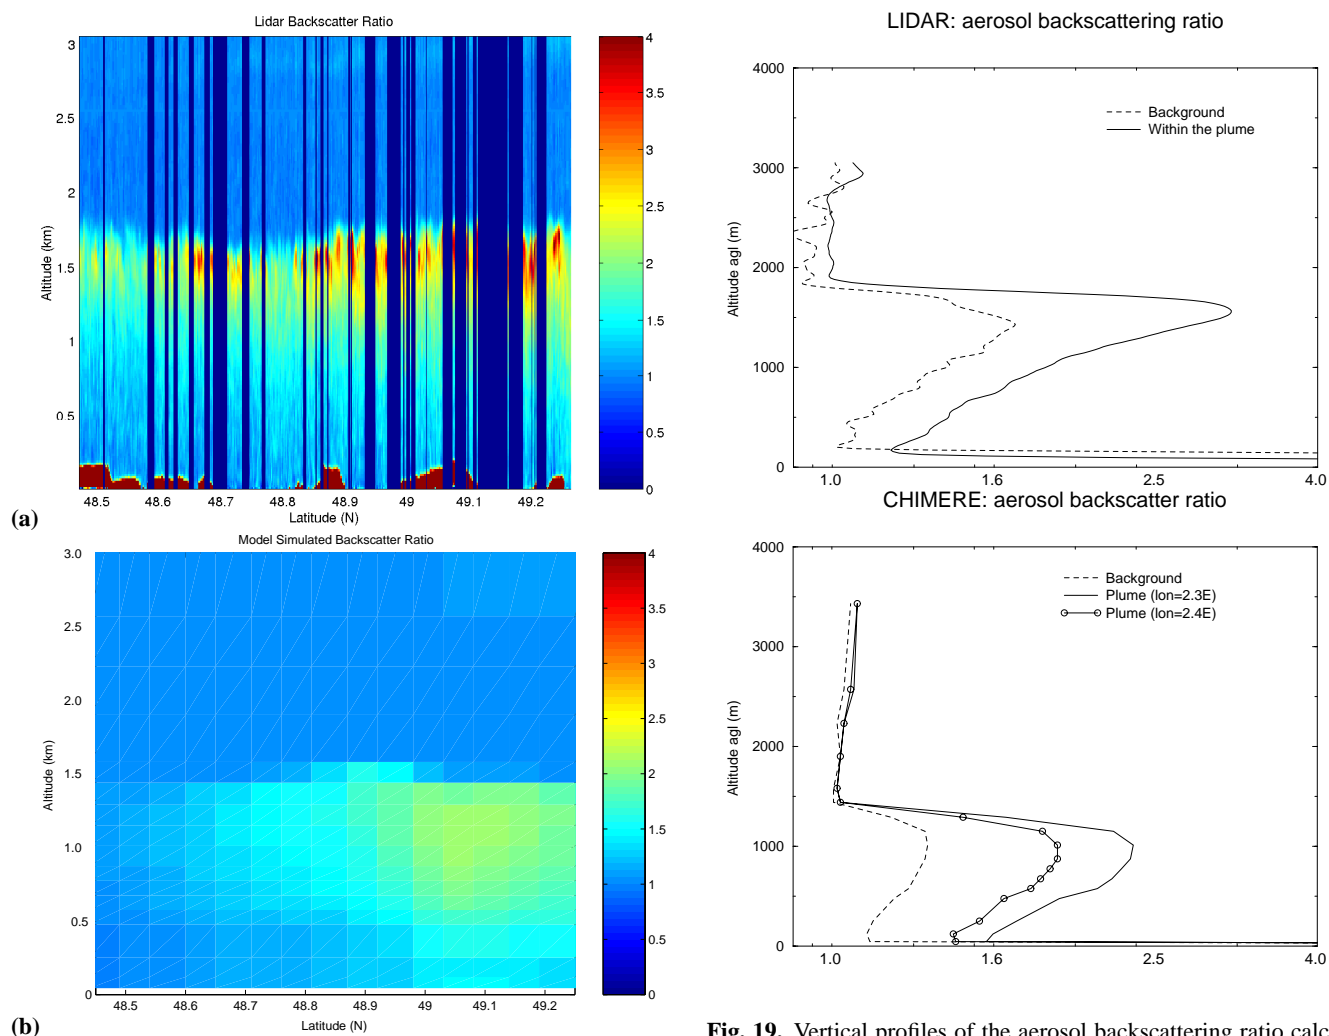 Lidar Backscatter Ratio
3
2.5
2
1.5
1
0.5
Altitude (km)
48.5 48.6 48.7 48.8 48.9 49 49.1 49.2
Latitude (N)
4
3.5
3
2.5
2
1.5
1
0.5
0
(a)
Model Simulated Backscatter Ratio
3.0
2.5
2.0
1.5
1.0
0.5
0
Altitude (km)
48.5 48.6 48.7 48.8 48.9 49 49.1 49.2
Latitude (N)
4
3.5
3
2.5
2
1.5
1
0.5
0
(b)
LIDAR: aerosol backscattering ratio
4000
3000
2000
1000
0
Altitude agl (m)
Background
Within the plume
1.0 1.6 2.5 4.0
CHIMERE: aerosol backscatter ratio
4000
3000
2000
1000
0
Altitude agl (m)
Background
Plume (lon=2.3E)
Plume (lon=2.4E)
1.0 1.6 2.5 4.0
Fig. 19. Vertical profiles of the aerosol backscattering ratio calc